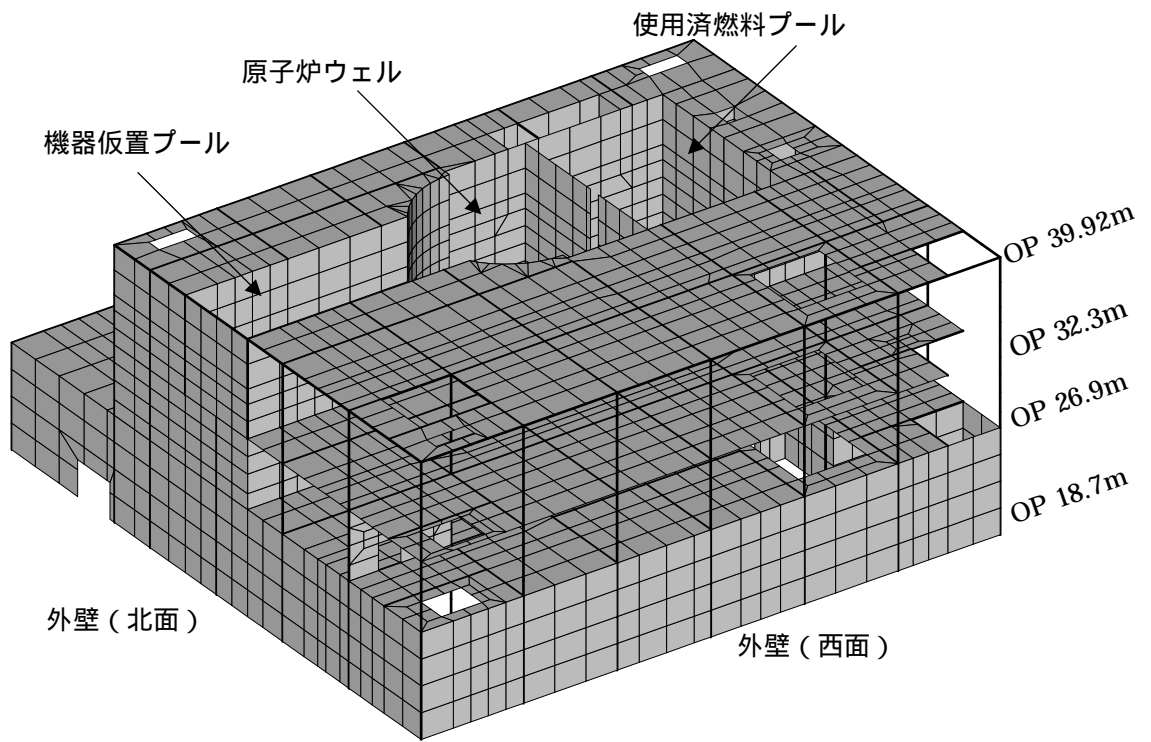 使用済燃料プール
原子炉ウェル
機器仮置プール
OP 39.92m
OP 32.3m
OP 26.9m
OP 18.7m
外壁（北面）
外壁（西面）